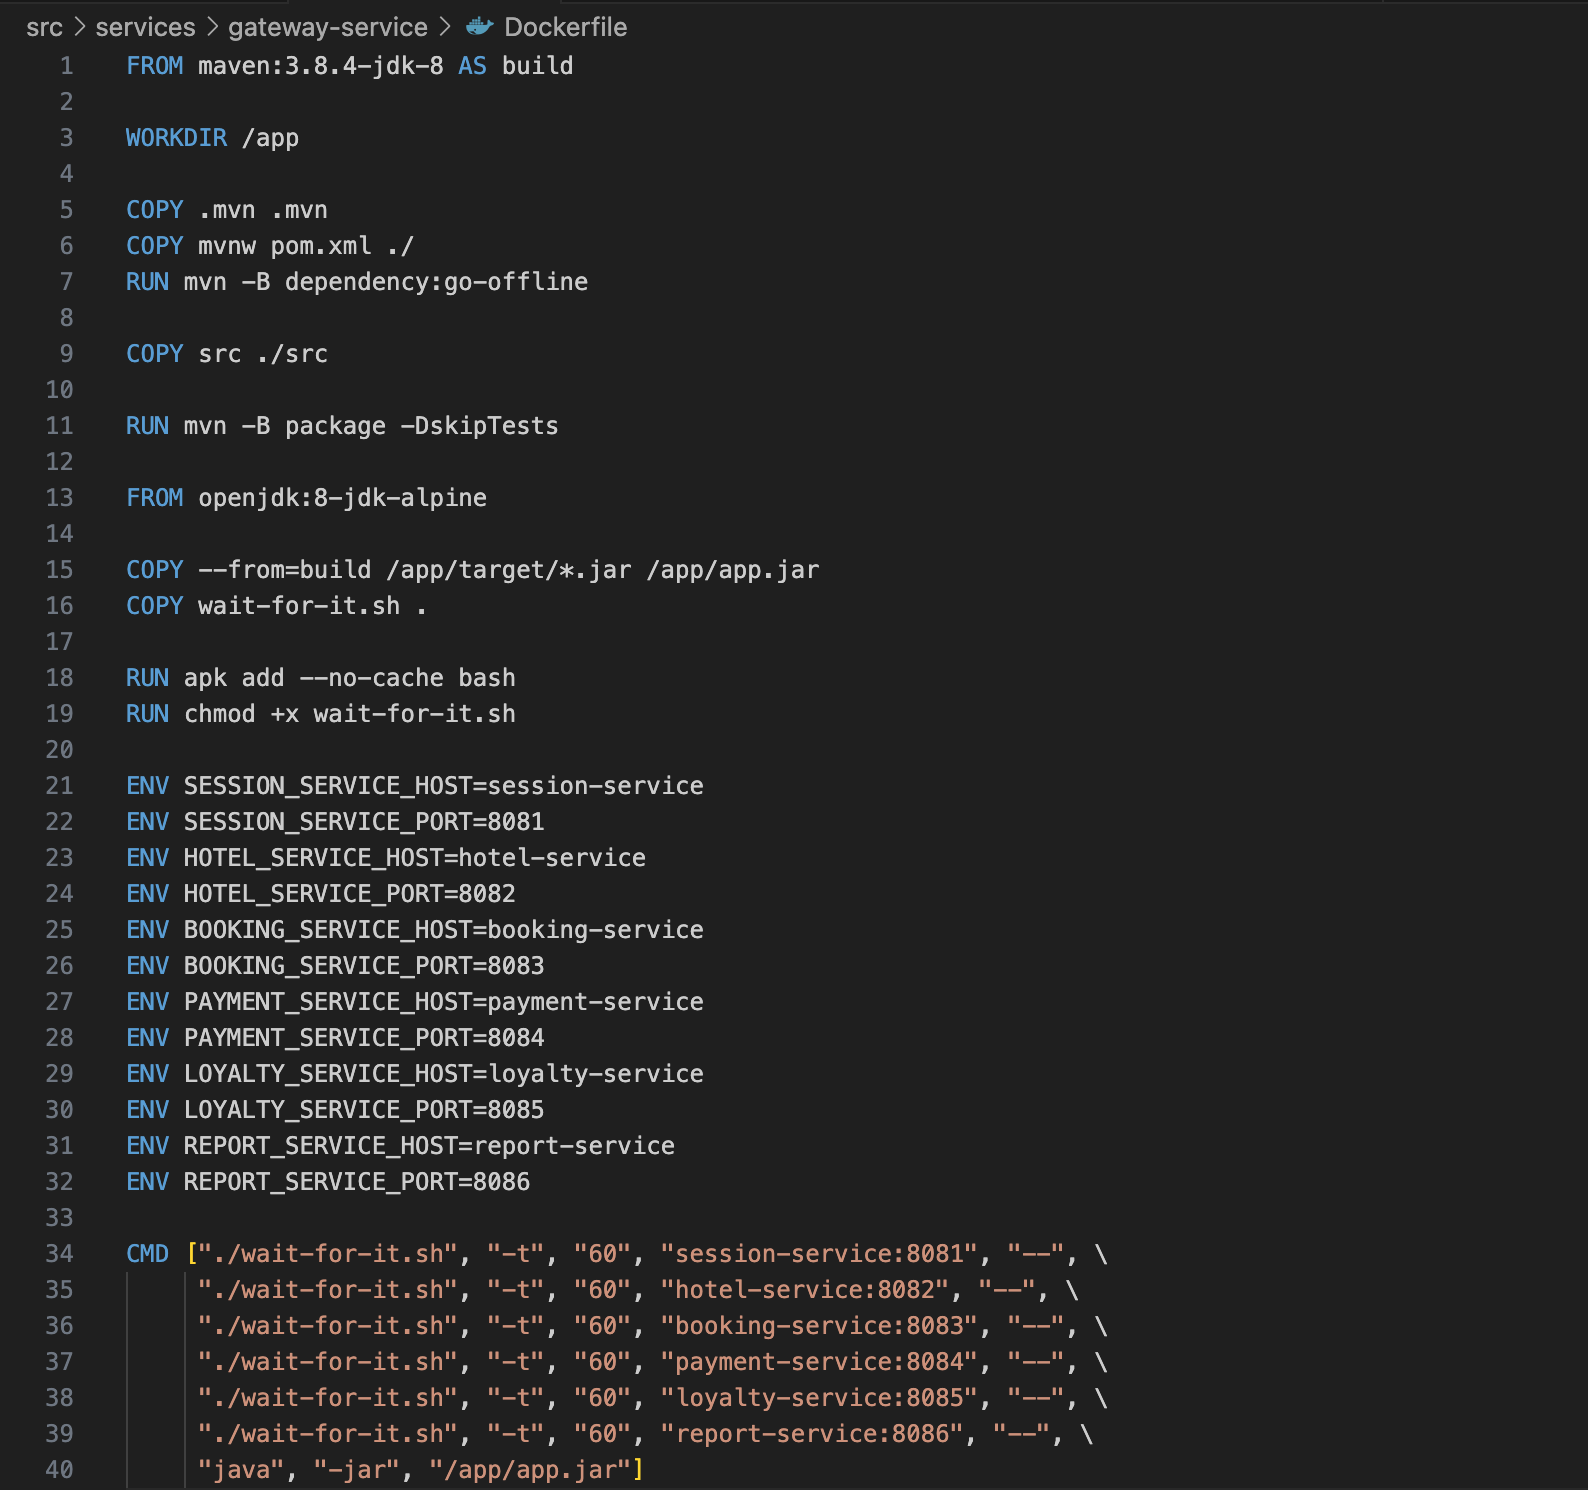 src > services > gateway-service > Dockerfile
1 FROM maven:3.8.4-jdk-8 AS build
2
3 WORKDIR /app
4
5 COPY .mvn .mvn
6 COPY mvnw pom.xml ./
7 RUN mvn -B dependency:go-offline
8
9 COPY src ./src
10
11 RUN mvn -B package -DskipTests
12
13 FROM openjdk:8-jdk-alpine
14
15 COPY --from=build /app/target/*.jar /app/app.jar
16 COPY wait-for-it.sh .
17
18 RUN apk add --no-cache bash
19 RUN chmod +x wait-for-it.sh
20
21 ENV SESSION_SERVICE_HOST=session-service
22 ENV SESSION_SERVICE_PORT=8081
23 ENV HOTEL_SERVICE_HOST=hotel-service
24 ENV HOTEL_SERVICE_PORT=8082
25 ENV BOOKING_SERVICE_HOST=booking-service
26 ENV BOOKING_SERVICE_PORT=8083
27 ENV PAYMENT_SERVICE_HOST=payment-service
28 ENV PAYMENT_SERVICE_PORT=8084
29 ENV LOYALTY_SERVICE_HOST=loyalty-service
30 ENV LOYALTY_SERVICE_PORT=8085
31 ENV REPORT_SERVICE_HOST=report-service
32 ENV REPORT_SERVICE_PORT=8086
33
34 CMD ["./wait-for-it.sh", "-t", "60", "session-service:8081", "--", \
35 "./wait-for-it.sh", "-t", "60", "hotel-service:8082", "--", \
36 "./wait-for-it.sh", "-t", "60", "booking-service:8083", "--", \
37 "./wait-for-it.sh", "-t", "60", "payment-service:8084", "--", \
38 "./wait-for-it.sh", "-t", "60", "loyalty-service:8085", "--", \
39 "./wait-for-it.sh", "-t", "60", "report-service:8086", "--", \
40 "java", "-jar", "/app/app.jar"]